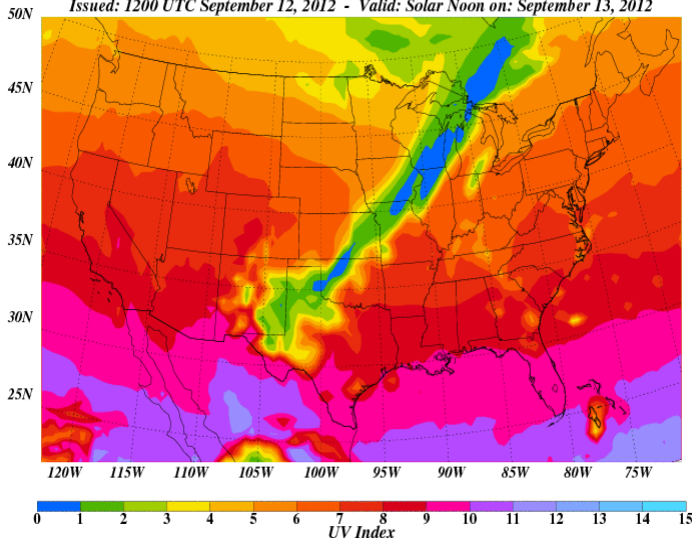 Issued: 1200 UTC September 12, 2012 - Valid: Solar Noon on: September 13, 2012
50N
45N
40N
35N
30N
25N
120W 115W 110W 105W 100W 95W 90W 85W 80W 75W
0 1 2 3 4 5 6 7 8 9 10 11 12 13 14 15
UV Index